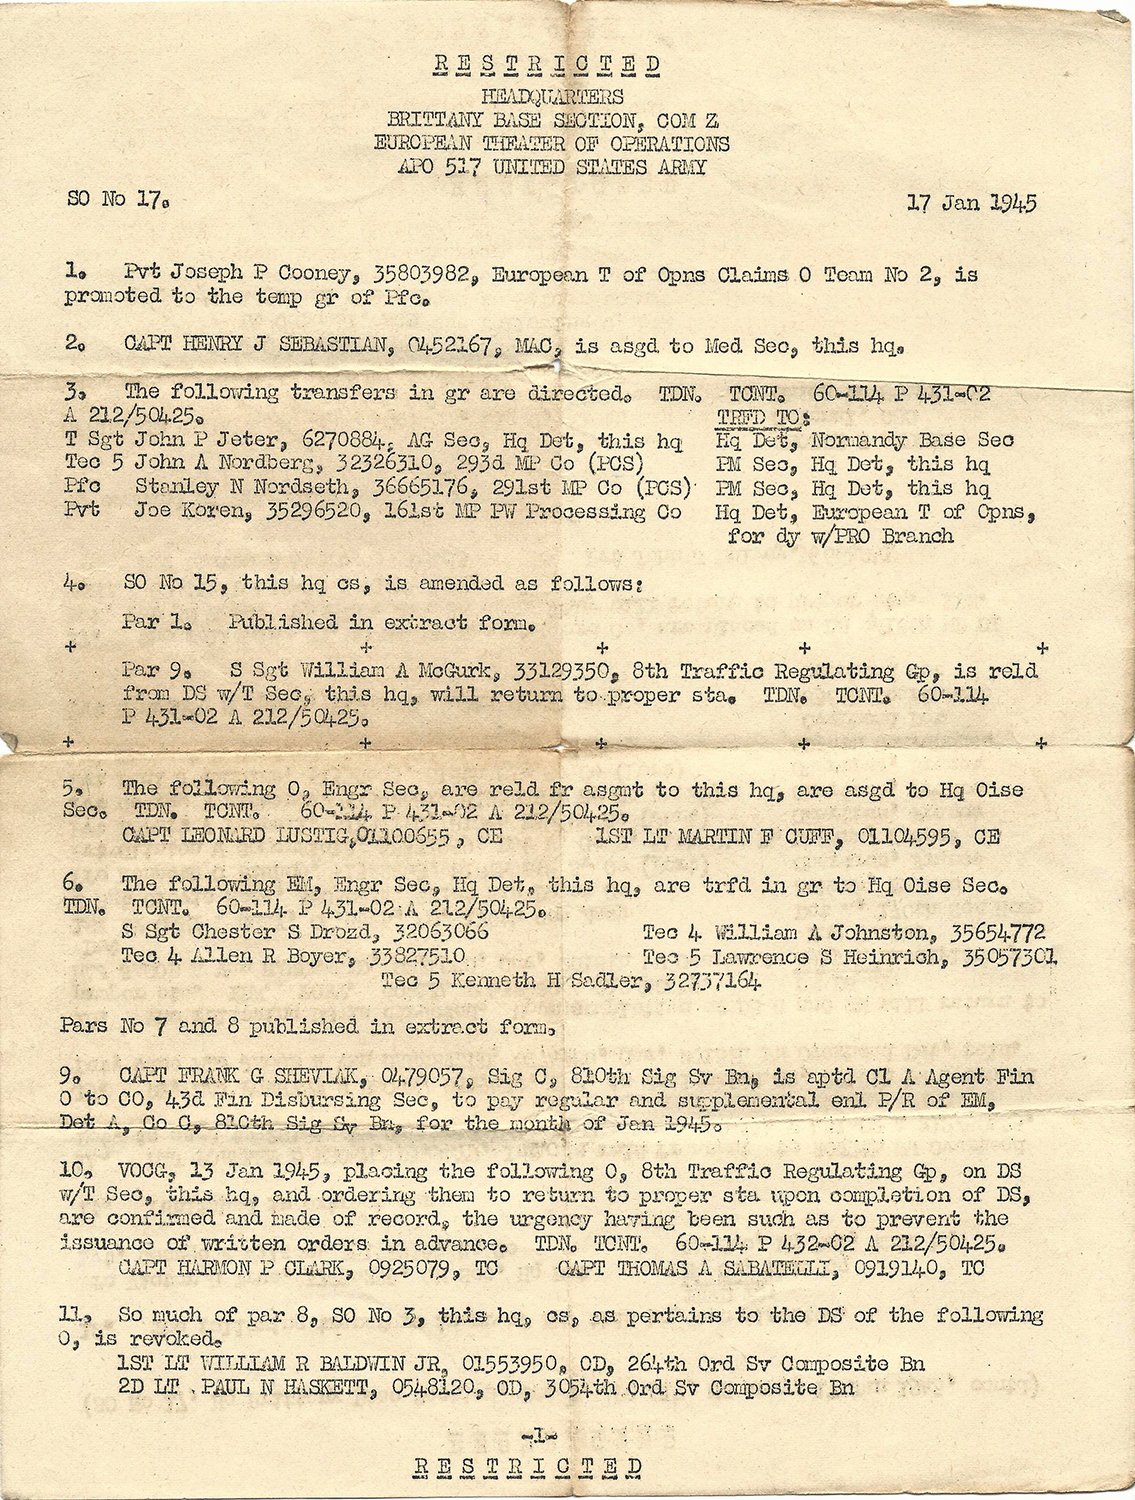 RESTRICTED
HEADQUARTERS
BRITTANY BASE SECTION, COM Z
EUROPEAN THEATER OF OPERATIONS
APO 517 UNITED STATES ARMY
SO No 17. 17 Jan 1945
1. Pvt Joseph P Cooney, 35803982, European T of Opns Claims O Team No 2, is
promoted to the temp gr of Pfc.
2. CAPT HENRY J SEBASTIAN, 0452167, MAC, is asgd to Med Sec, this hq.
3. The following transfers in gr are directed. TDN. TCNT. 60-114 P 431-02
A 212/50425. TRFD TO:
T Sgt John P Jeter, 6270884, AG Sec, Hq Det, this hq Hq Det, Normandy Base Sec
Tec 5 John A Nordberg, 32326310, 293d MP Co (PCS) PM Sec, Hq Det, this hq
Pfc Stanley N Nordseth, 36665176, 291st MP Co (PCS) PM Sec, Hq Det, this hq
Pvt Joe Koren, 35296520, 161st MP PW Processing Co Hq Det, European T of Opns,
for dy w/PRO Branch
4. SO No 15, this hq cs, is amended as follows:
Par 1. Published in extract form.
+ + + + +
Par 9. S Sgt William A McGurk, 33129350, 8th Traffic Regulating Gp, is reld
from DS w/T Sec, this hq, will return to proper sta. TDN. TCNT. 60-114
P 431-02 A 212/50425.
+ + + + +
5. The following O, Engr Sec, are reld fr asgmt to this hq, are asgd to Hq Oise
Sec. TDN. TCNT. 60-114 P 431-02 A 212/50425.
CAPT LEONARD LUSTIG,01100655, CE 1ST LT MARTIN F CUFF, 01104595, CE
6. The following EM, Engr Sec, Hq Det, this hq, are trfd in gr to Hq Oise Sec.
TDN. TCNT. 60-114 P 431-02 A 212/50425.
S Sgt Chester S Drozd, 32063066 Tec 4 William A Johnston, 35654772
Tec 4 Allen R Boyer, 33827510 Tec 5 Lawrence S Heinrich, 35057301
Tec 5 Kenneth H Sadler, 32737164
Pars No 7 and 8 published in extract form.
9. CAPT FRANK G SHEVLAK, 0479057, Sig C, 810th Sig Sv Bn, is aptd Cl A Agent Fin
O to CO, 43d Fin Disbursing Sec, to pay regular and supplemental enl P/R of EM,
Det A, Co C, 810th Sig Sv Bn, for the month of Jan 1945.
10. VOCG, 13 Jan 1945, placing the following O, 8th Traffic Regulating Gp, on DS
w/T Sec, this hq, and ordering them to return to proper sta upon completion of DS,
are confirmed and made of record, the urgency having been such as to prevent the
issuance of written orders in advance. TDN. TCNT. 60-114 P 432-02 A 212/50425.
CAPT HARMON P CLARK, 0925079, TC CAPT THOMAS A SABATELLI, 0919140, TC
11. So much of par 8, SO No 3, this hq, cs, as pertains to the DS of the following
O, is revoked.
1ST LT WILLIAM R BALDWIN JR, 01553950, OD, 264th Ord Sv Composite Bn
2D LT PAUL N HASKETT, 0548120, OD, 3054th Ord Sv Composite Bn
-1-
RESTRICTED